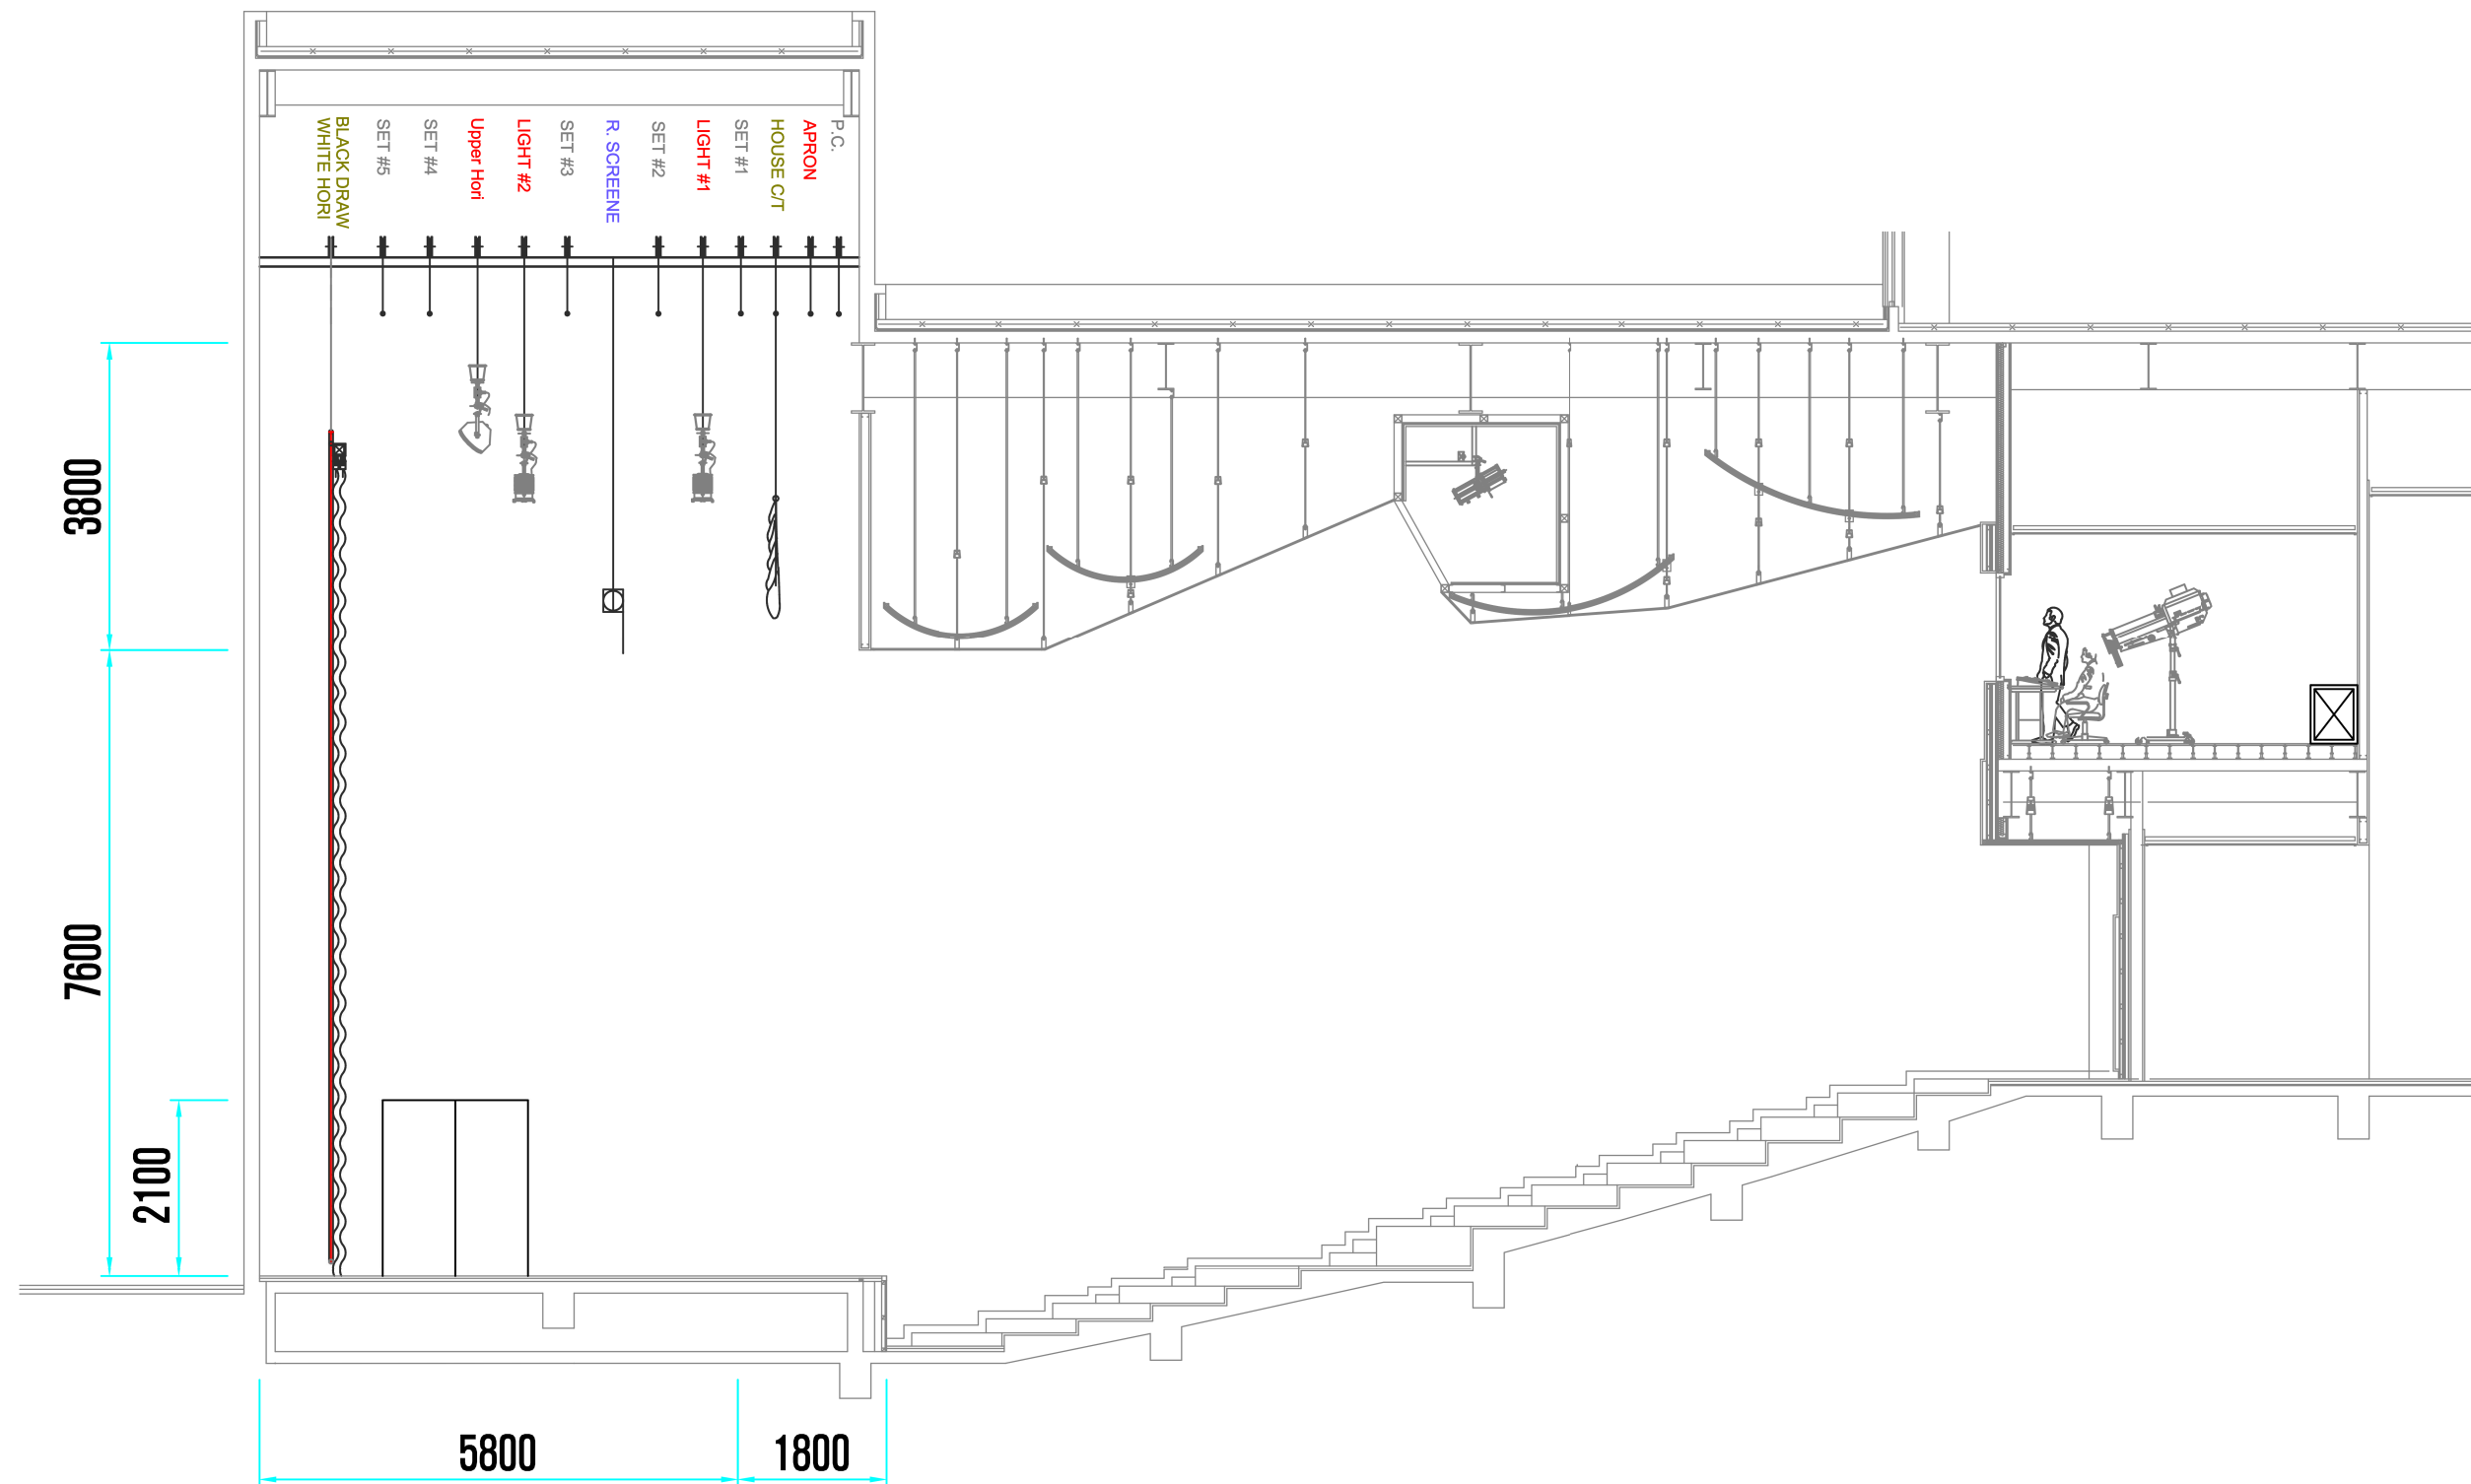 BLACK DRAW
WHITE HORI
SET #5
SET #4
Upper Hori
LIGHT #2
SET #3
R. SCREENE
SET #2
LIGHT #1
SET #1
HOUSE C/T
APRON
P.C.
3800
7600
2100
5800
1800